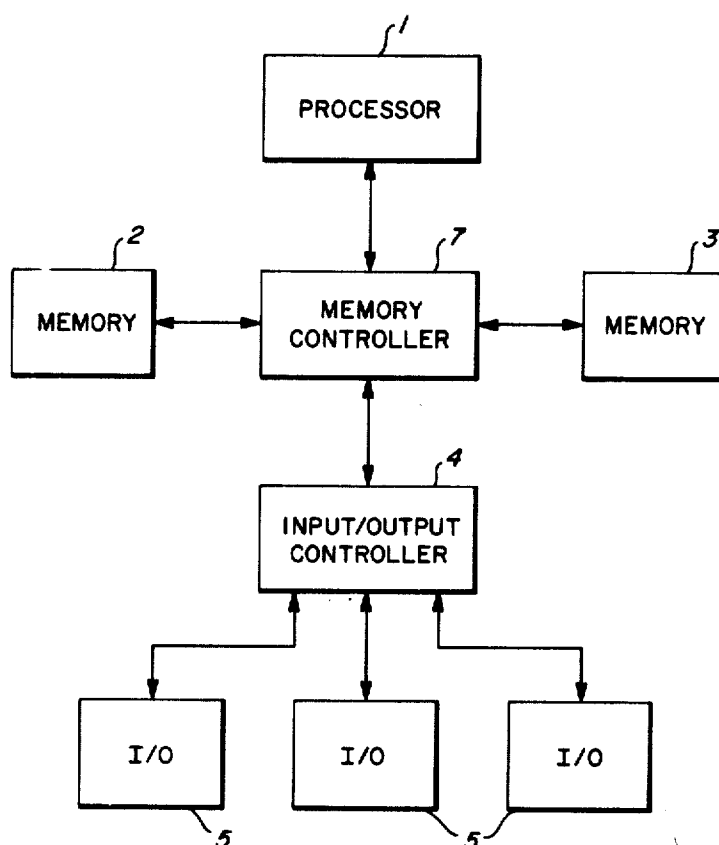 1
PROCESSOR
2
7
3
MEMORY
MEMORY
CONTROLLER
MEMORY
4
INPUT/OUTPUT
CONTROLLER
I/O
I/O
I/O
5
5